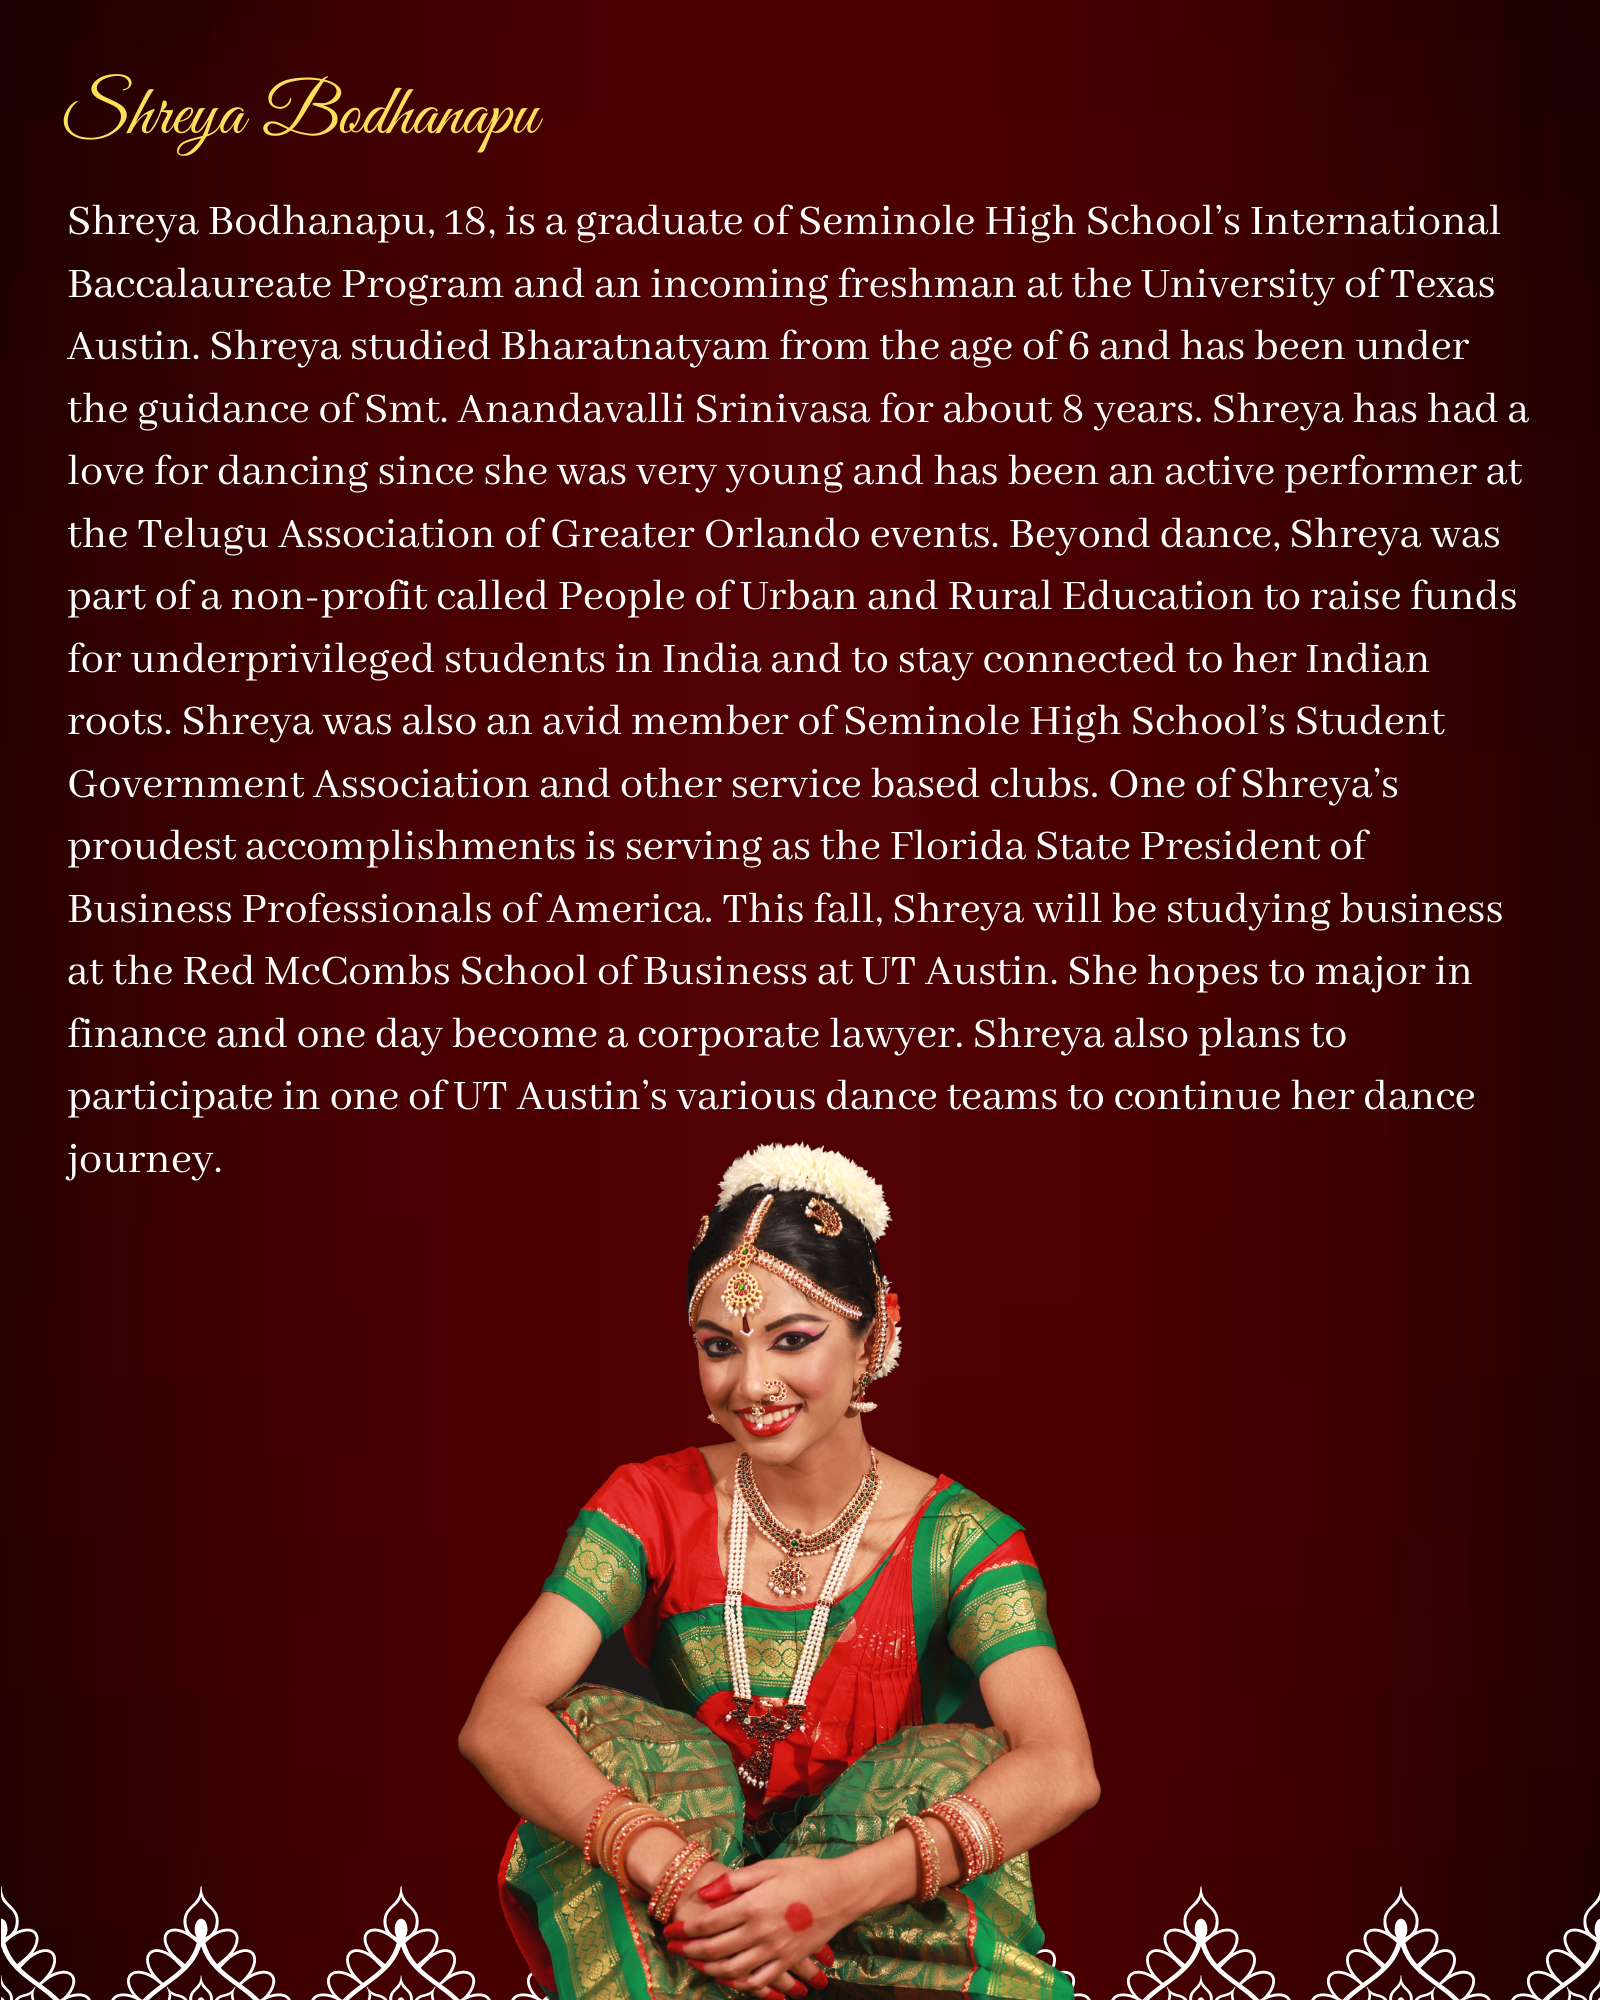 Shreya Bodhanapu
Shreya Bodhanapu, 18, is a graduate of Seminole High School’s International
Baccalaureate Program and an incoming freshman at the University of Texas
Austin. Shreya studied Bharatnatyam from the age of 6 and has been under
the guidance of Smt. Anandavalli Srinivasa for about 8 years. Shreya has had a
love for dancing since she was very young and has been an active performer at
the Telugu Association of Greater Orlando events. Beyond dance, Shreya was
part of a non-profit called People of Urban and Rural Education to raise funds
for underprivileged students in India and to stay connected to her Indian
roots. Shreya was also an avid member of Seminole High School’s Student
Government Association and other service based clubs. One of Shreya’s
proudest accomplishments is serving as the Florida State President of
Business Professionals of America. This fall, Shreya will be studying business
at the Red McCombs School of Business at UT Austin. She hopes to major in
finance and one day become a corporate lawyer. Shreya also plans to
participate in one of UT Austin’s various dance teams to continue her dance
journey.